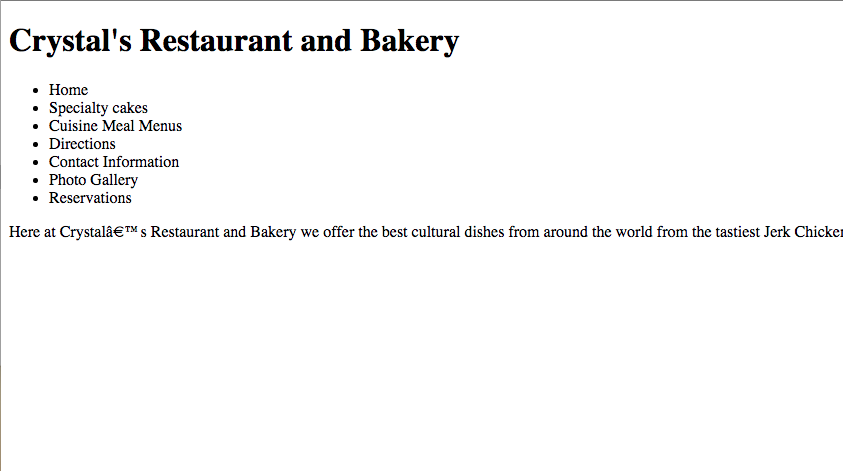 Crystal's Restaurant and Bakery
Home
Specialty cakes
Cuisine Meal Menus
Directions
Contact Information
Photo Gallery
Reservations
Here at Crystalâ€™s Restaurant and Bakery we offer the best cultural dishes from around the world from the tastiest Jerk